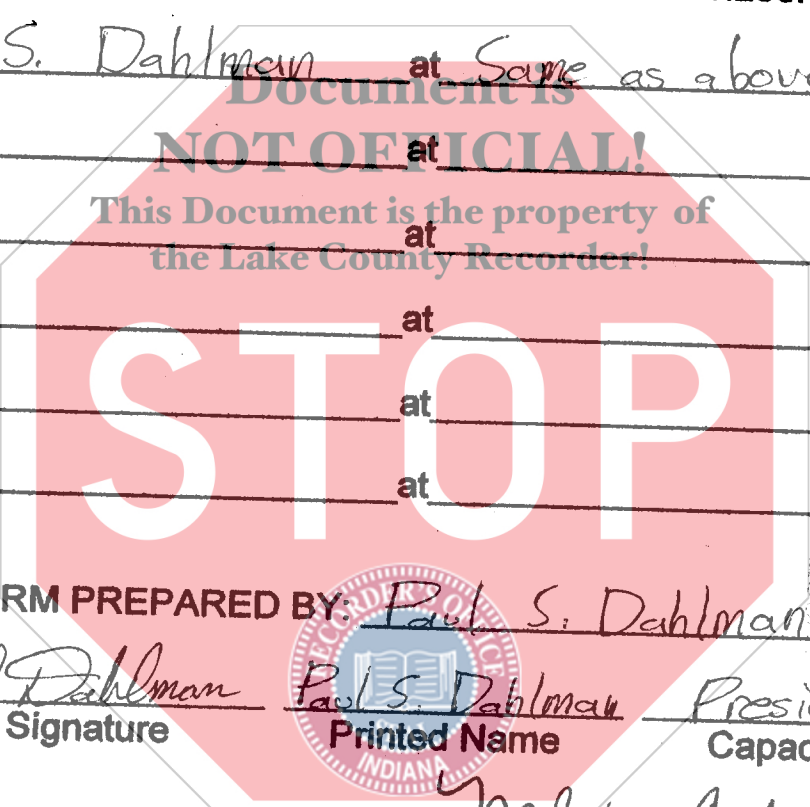 S. Dahlman at Same as abov
Document is
NOT OFFICIAL!
at
This Document is the property of
at
the Lake County Recorder!
at
STOP
at
at
RM PREPARED BY: Paul S. Dahlman
RECORDER'S OFFICE
Dahlman Paul S. Dahlman Presi
Signature Printed Name Capac
INDIANA